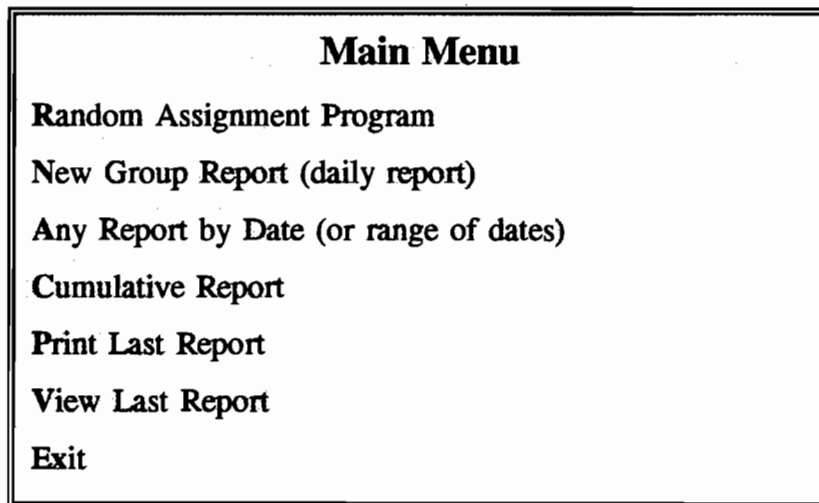 Main Menu
Random Assignment Program
New Group Report (daily report)
Any Report by Date (or range of dates)
Cumulative Report
Print Last Report
View Last Report
Exit